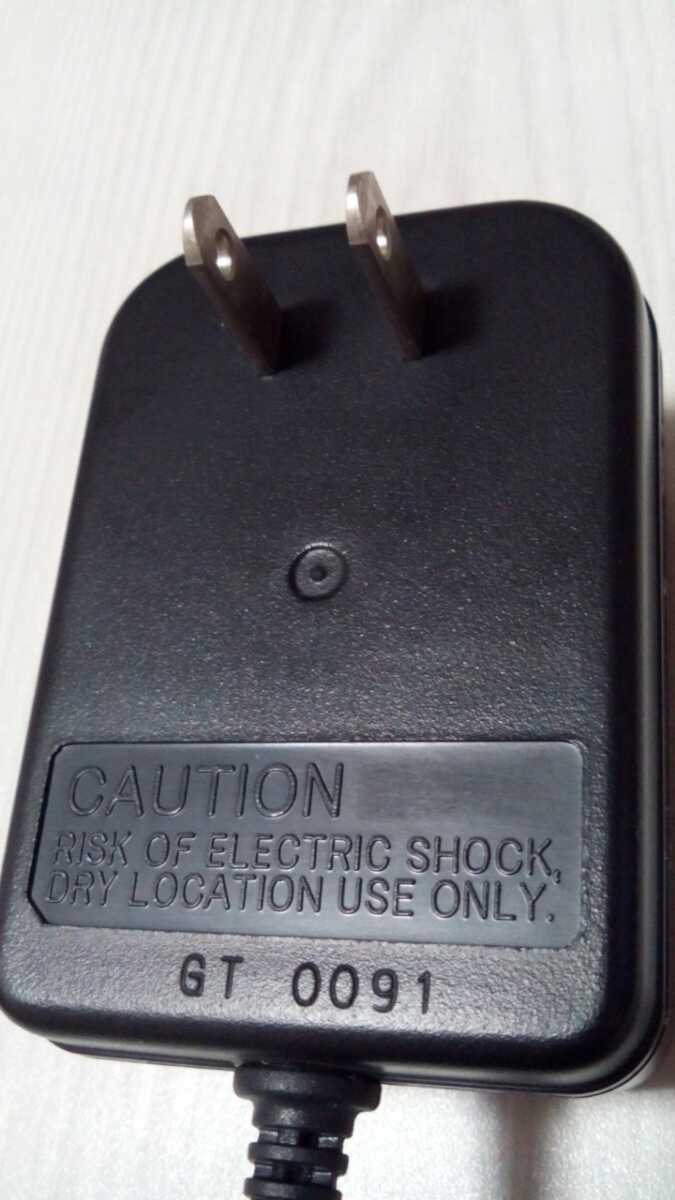 CAUTION
RISK OF ELECTRIC SHOCK,
DRY LOCATION USE ONLY.
GT 0091